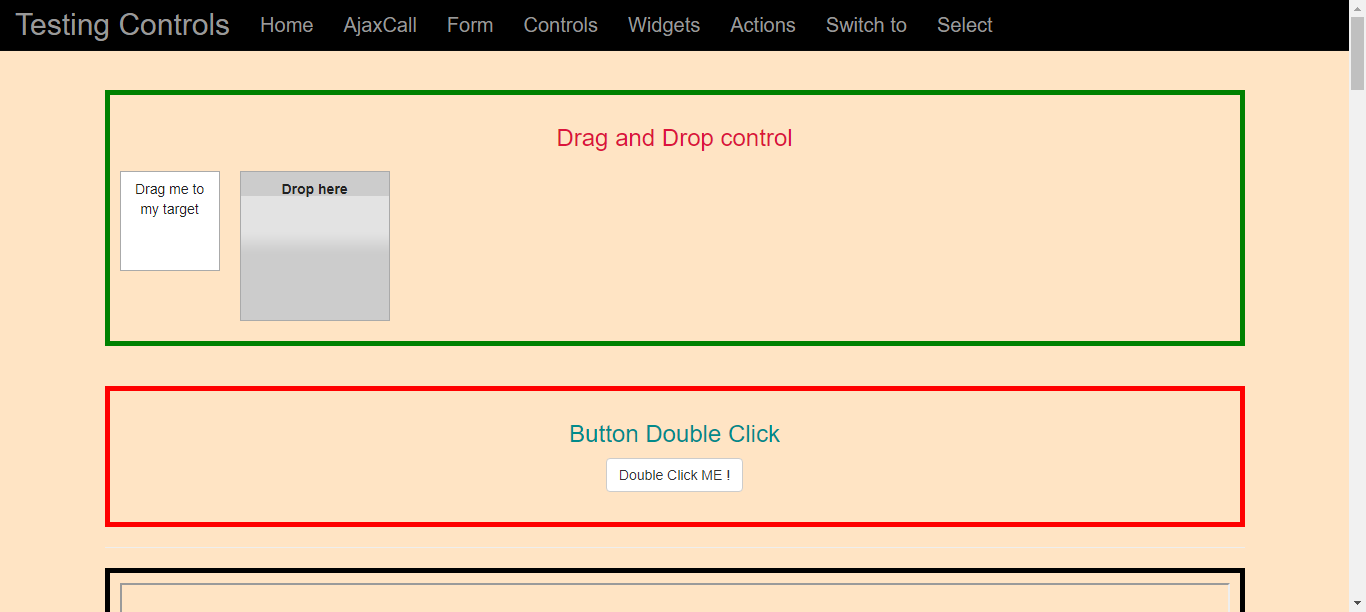 Testing Controls Home AjaxCall Form Controls Widgets Actions Switch to Select
Drag and Drop control
Drag me to
my target
Drop here
Button Double Click
Double Click ME !